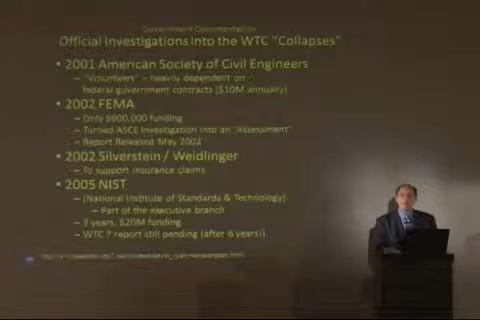 Government Documentation
Official Investigations into the WTC "Collapses"
• 2001 American Society of Civil Engineers
– "Volunteers" – heavily dependent on
federal government contracts ($10M annually)
• 2002 FEMA
– Only $600,000 funding
– Turned ASCE Investigation into an "Assessment"
– Report Released May 2002
• 2002 Silverstein / Weidlinger
– To support insurance claims
• 2005 NIST
– (National Institute of Standards & Technology)
– Part of the executive branch
– 3 years, $20M funding
– WTC 7 report still pending (after 6 years!)